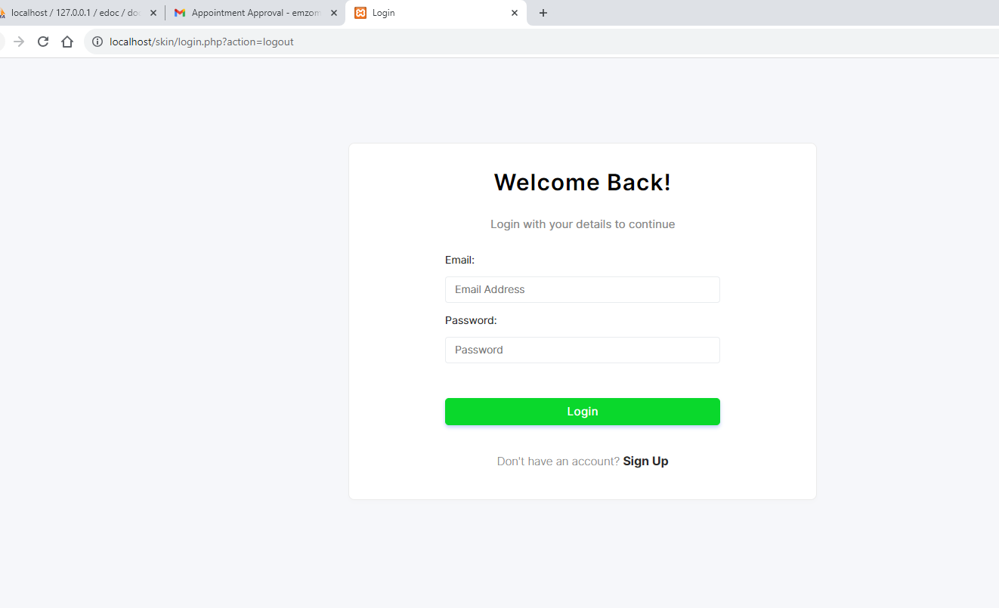 localhost / 127.0.0.1 / edoc / doc
Appointment Approval - emzom
Login
localhost/skin/login.php?action=logout
Welcome Back!
Login with your details to continue
Email:
Email Address
Password:
Password
Login
Don't have an account? Sign Up